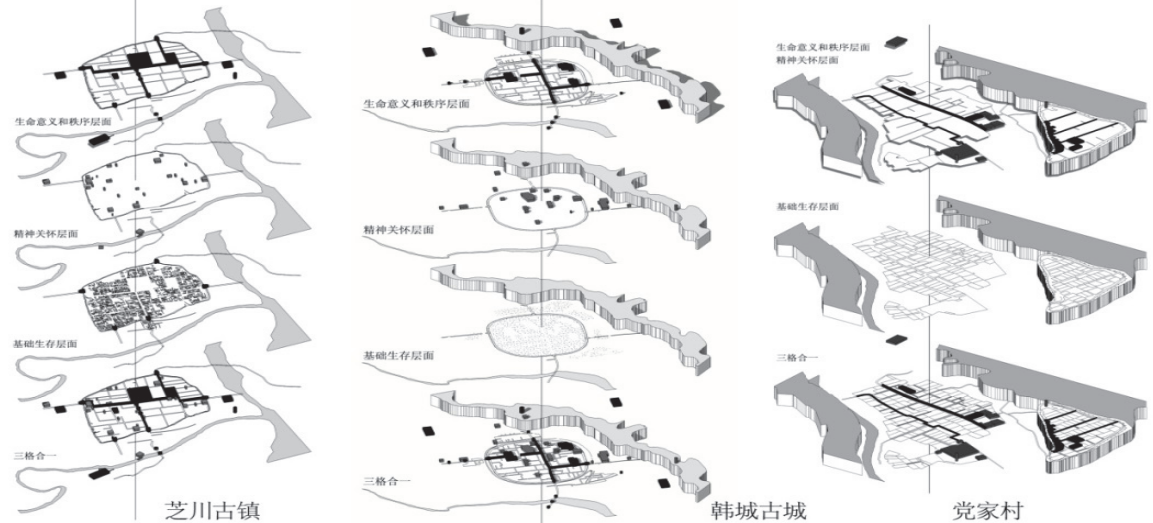 生命意义和秩序层面
精神关怀层面
基础生存层面
三格合一
芝川古镇
生命意义和秩序层面
精神关怀层面
基础生存层面
三格合一
韩城古城
生命意义和秩序层面
精神关怀层面
基础生存层面
三格合一
党家村